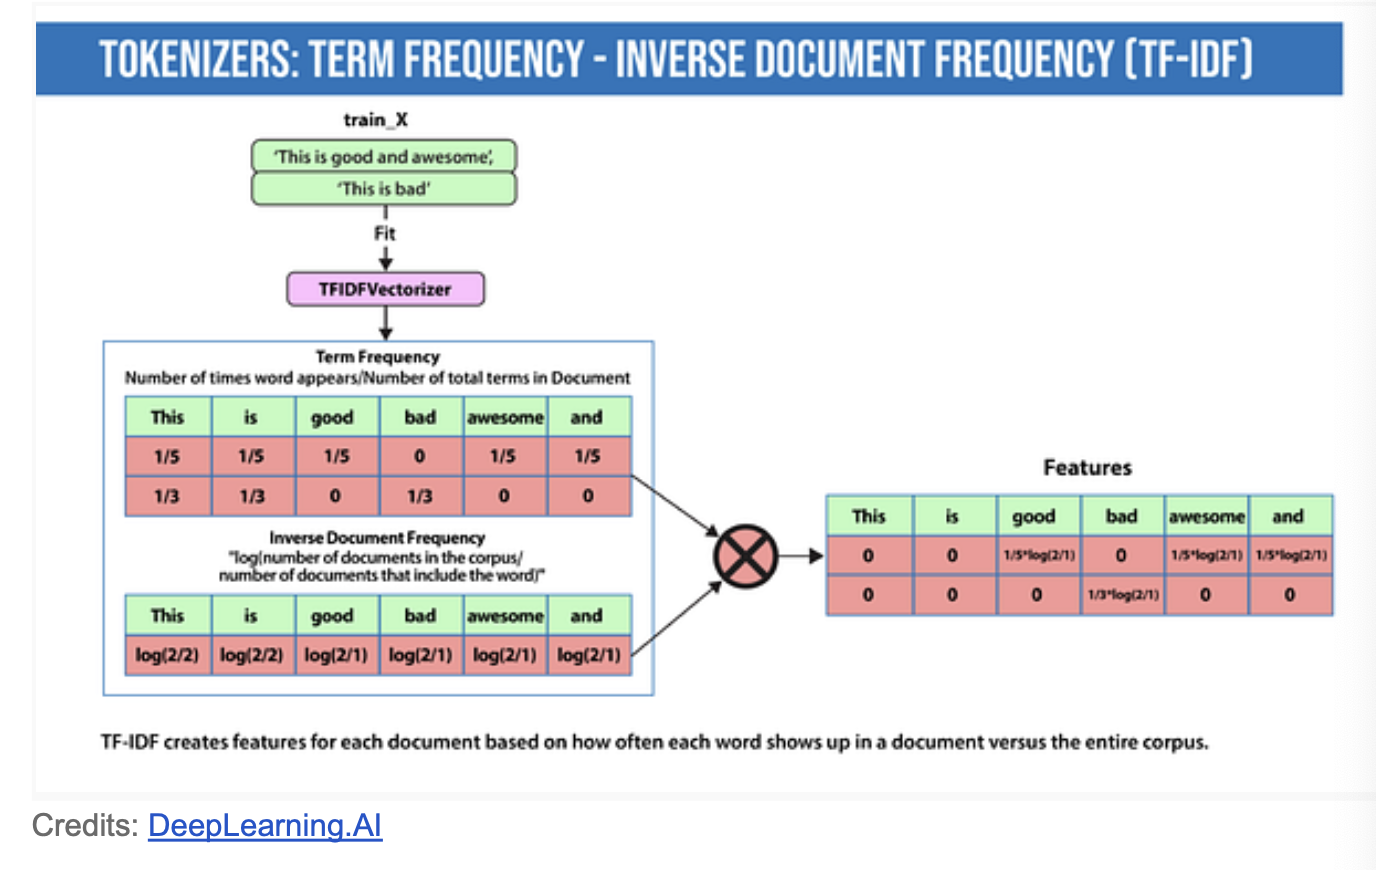 TOKENIZERS: TERM FREQUENCY - INVERSE DOCUMENT FREQUENCY (TF-IDF)
train_X
'This is good and awesome',
'This is bad'
Fit
TFIDFVectorizer
Term Frequency
Number of times word appears/Number of total terms in Document
This is good bad awesome and
1/5 1/5 1/5 0 1/5 1/5
1/3 1/3 0 1/3 0 0
Inverse Document Frequency
"log(number of documents in the corpus/
number of documents that include the word)"
This is good bad awesome and
log(2/2) log(2/2) log(2/1) log(2/1) log(2/1) log(2/1)
Features
This is good bad awesome and
0 0 1/5*log(2/1) 0 1/5*log(2/1) 1/5*log(2/1)
0 0 0 1/3*log(2/1) 0 0
TF-IDF creates features for each document based on how often each word shows up in a document versus the entire corpus.
Credits: DeepLearning.AI